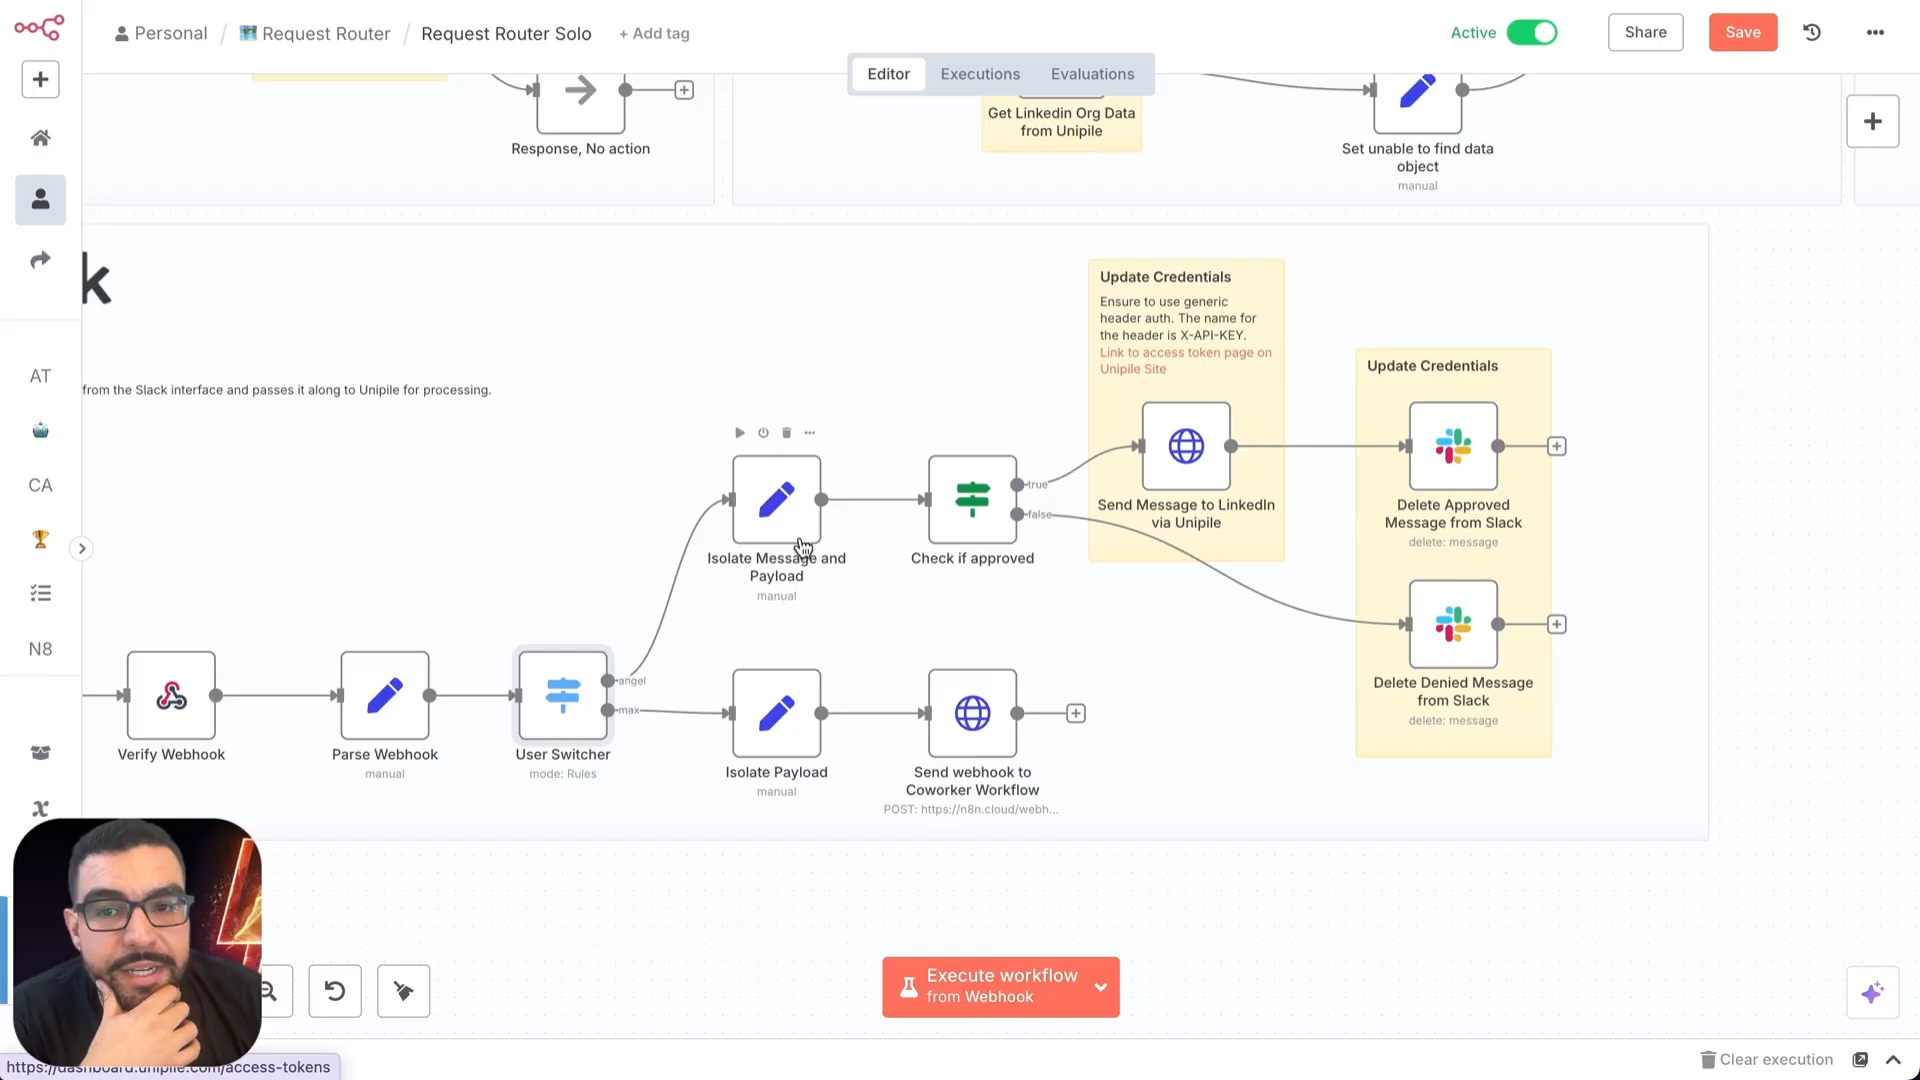 Personal / Request Router / Request Router Solo + Add tag
Active
Share
Save
Editor Executions Evaluations
Response, No action
Get Linkedin Org Data
from Unipile
Set unable to find data
object
manual
k
from the Slack interface and passes it along to Unipile for processing.
Update Credentials
Ensure to use generic
header auth. The name for
the header is X-API-KEY.
Link to access token page on
Unipile Site
Update Credentials
AT
CA
N8
Isolate Message and
Payload
manual
Check if approved
true
false
Send Message to LinkedIn
via Unipile
Delete Approved
Message from Slack
delete: message
Delete Denied Message
from Slack
delete: message
Verify Webhook
Parse Webhook
manual
User Switcher
mode: Rules
angel
max
Isolate Payload
manual
Send webhook to
Coworker Workflow
POST: https://n8n.cloud/webh...
Execute workflow
from Webhook
https://dashboard.unipile.com/access-tokens
Clear execution